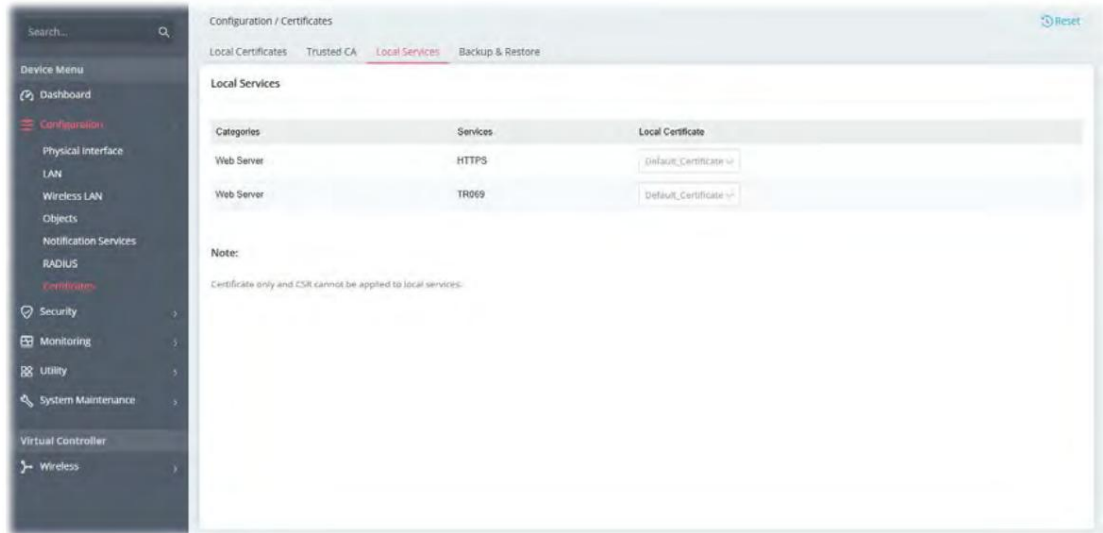 Search...
Device Menu
Dashboard
Configuration
Physical Interface
LAN
Wireless LAN
Objects
Notification Services
RADIUS
Certificates
Security
Monitoring
Utility
System Maintenance
Virtual Controller
Wireless
Configuration / Certificates
Reset
Local Certificates Trusted CA Local Services Backup & Restore
Local Services
Categories Services Local Certificate
Web Server HTTPS Default_Certificate
Web Server TR069 Default_Certificate
Note:
Certificate only and CSR cannot be applied to local services.